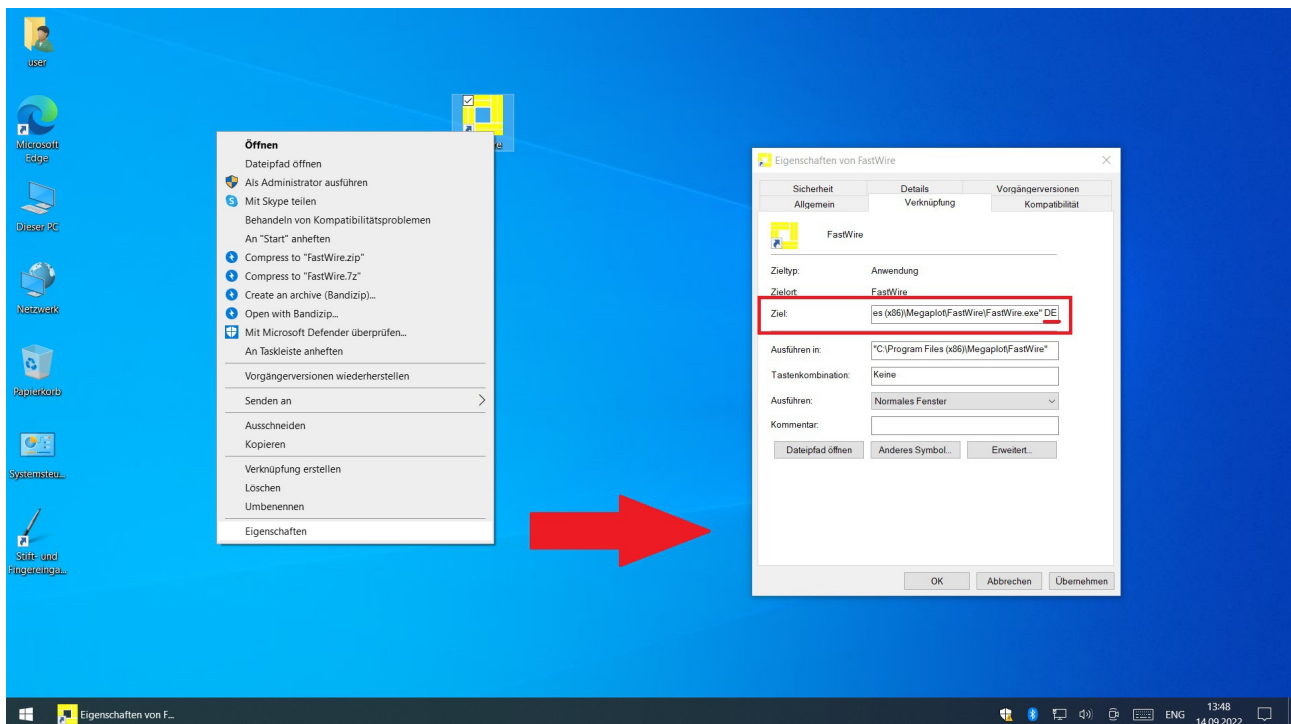 user
Microsoft
Edge
Dieser PC
Netzwerk
Papierkorb
Systemsteu...
Stift- und
Fingereinga...
Öffnen
Dateipfad öffnen
Als Administrator ausführen
Mit Skype teilen
Behandeln von Kompatibilitätsproblemen
An "Start" anheften
Compress to "FastWire.zip"
Compress to "FastWire.7z"
Create an archive (Bandizip)...
Open with Bandizip...
Mit Microsoft Defender überprüfen...
An Taskleiste anheften
Vorgängerversionen wiederherstellen
Senden an
Ausschneiden
Kopieren
Verknüpfung erstellen
Löschen
Umbenennen
Eigenschaften
Eigenschaften von FastWire
Sicherheit Details Vorgängerversionen
Allgemein Verknüpfung Kompatibilität
FastWire
Zieltyp: Anwendung
Zielort: FastWire
Ziel: es (x86)\Megaplot\FastWire\FastWire.exe" DE
Ausführen in: "C:\Program Files (x86)\Megaplot\FastWire"
Tastenkombination: Keine
Ausführen: Normales Fenster
Kommentar:
Dateipfad öffnen Anderes Symbol... Erweitert...
OK Abbrechen Übernehmen
Eigenschaften von F...
ENG
13:48
14.09.2022